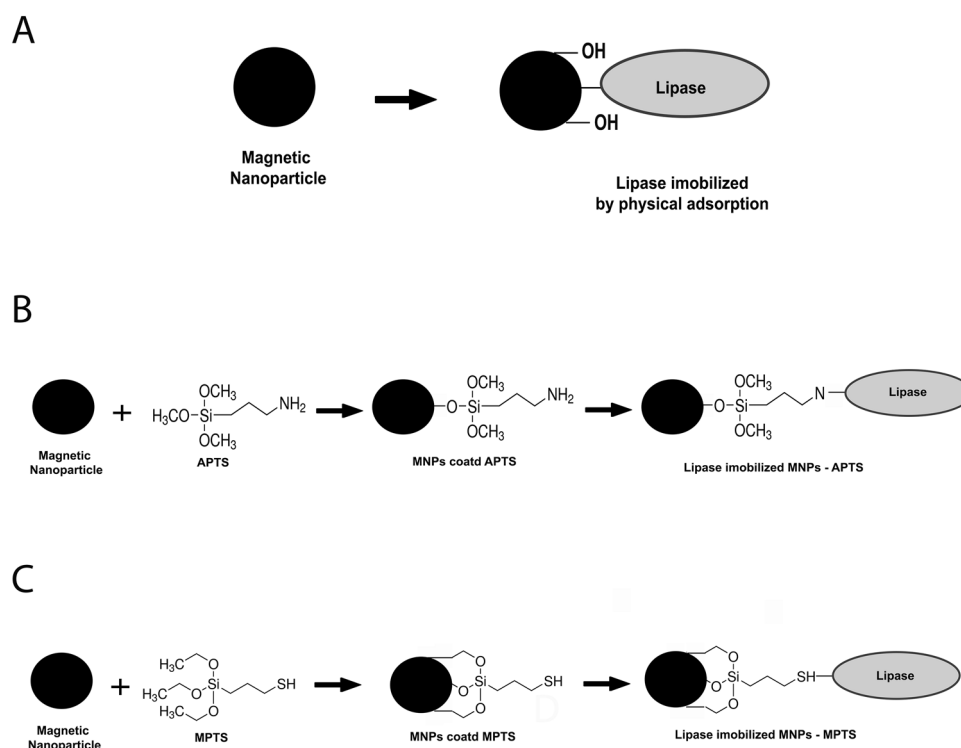 A
OH
Lipase
OH
Magnetic
Nanoparticle
Lipase imobilized
by physical adsorption
B
OCH3
H3CO
Si
NH2
OCH3
APTS
Magnetic
Nanoparticle
+
OCH3
O
Si
NH2
OCH3
MNPs coatd APTS
OCH3
O
Si
N
OCH3
Lipase
Lipase imobilized MNPs - APTS
C
H3C
O
Si
SH
H3C
O
O
H3C
MPTS
Magnetic
Nanoparticle
+
O
Si
SH
O
O
MNPs coatd MPTS
O
Si
SH
O
O
Lipase
Lipase imobilized MNPs - MPTS